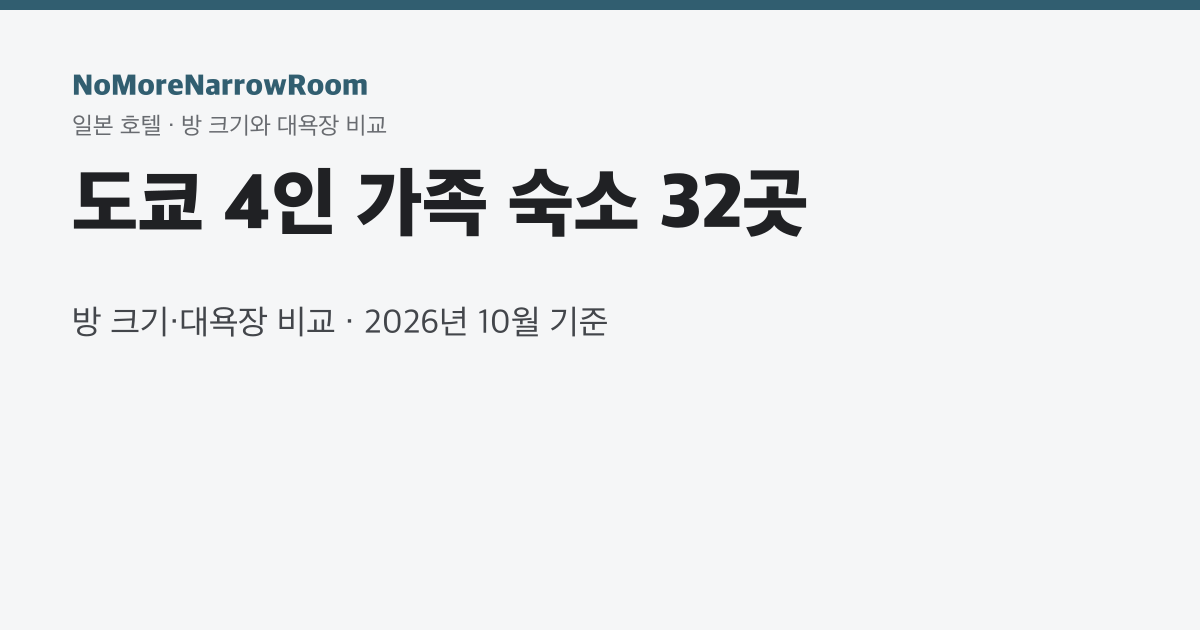 NoMoreNarrowRoom
일본 호텔 · 방 크기와 대욕장 비교
도쿄 4인 가족 숙소 32곳
방 크기·대욕장 비교 · 2026년 10월 기준